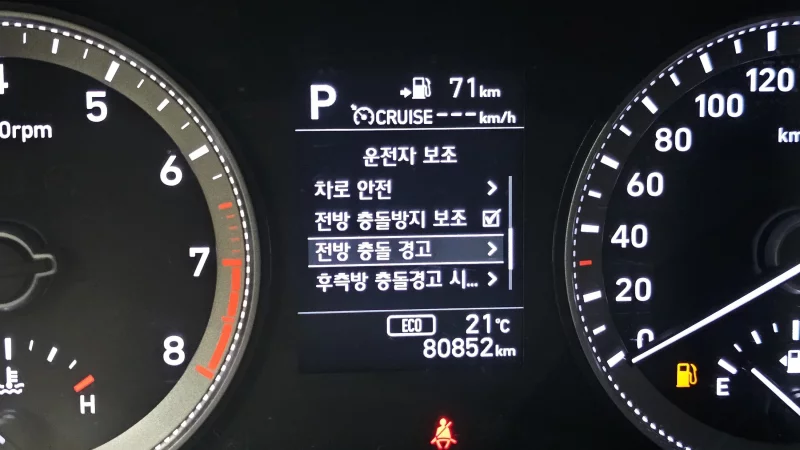 4
5
6
7
8
0rpm
H
P 71km
CRUISE ---km/h
운전자 보조
차로 안전
전방 충돌방지 보조
전방 충돌 경고
후측방 충돌경고 시...
ECO 21℃
80852km
120
100
80
60
40
20
0
km
E